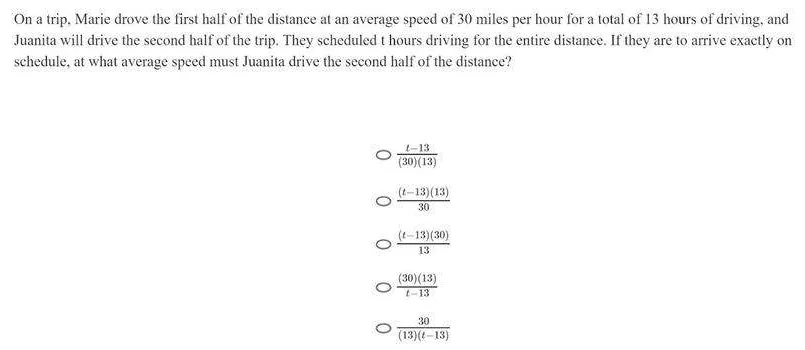 On a trip, Marie drove the first half of the distance at an average speed of 30 miles per hour for a total of 13 hours of driving, and
Juanita will drive the second half of the trip. They scheduled t hours driving for the entire distance. If they are to arrive exactly on
schedule, at what average speed must Juanita drive the second half of the distance?
t−13
(30)(13)
(t−13)(13)
30
(t−13)(30)
13
(30)(13)
t−13
30
(13)(t−13)